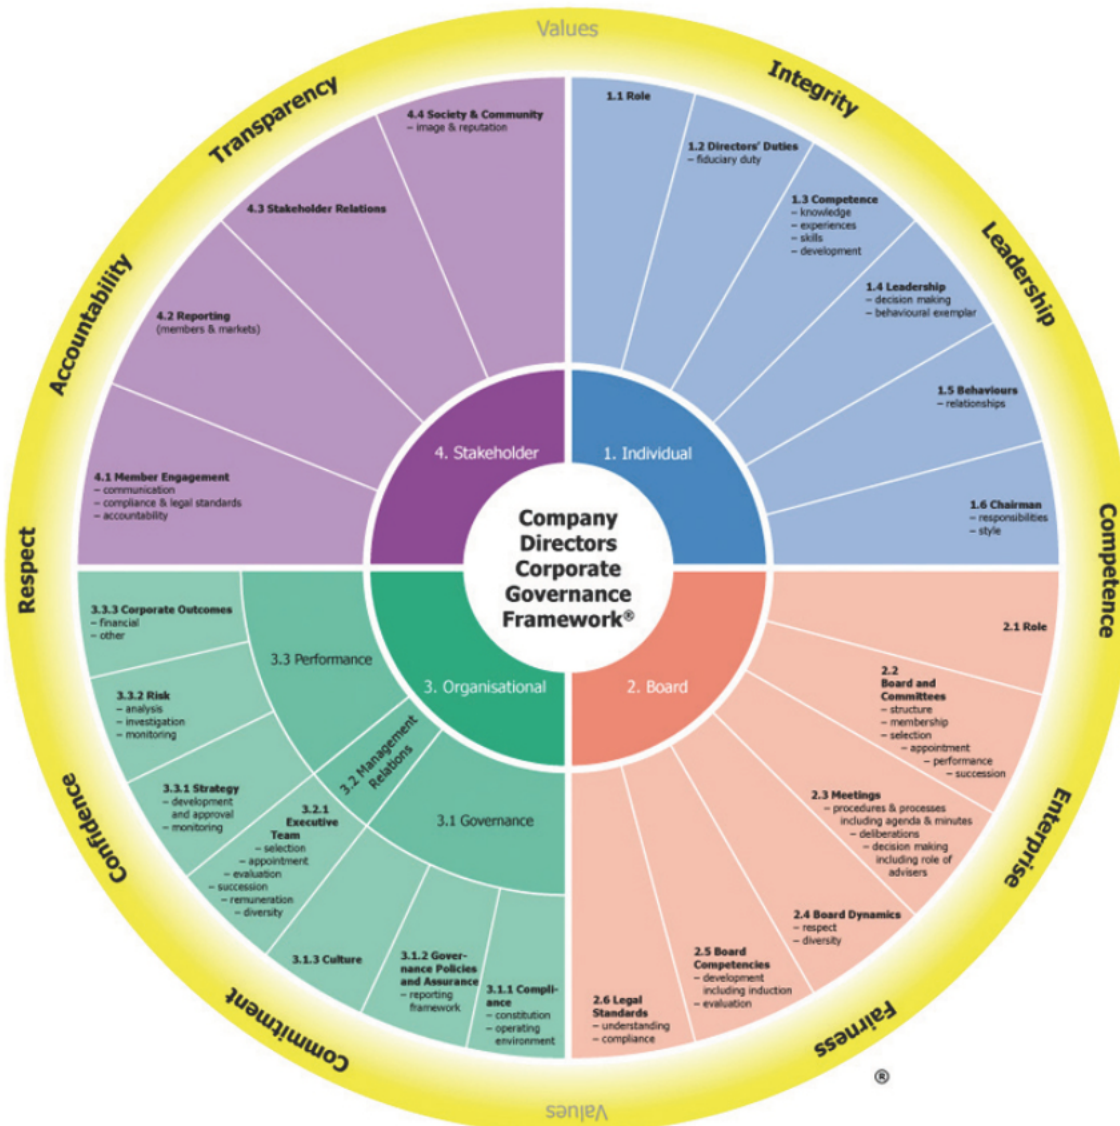 Values
Integrity
Leadership
Competence
Enterprise
Fairness
Values
Commitment
Confidence
Respect
Accountability
Transparency
Company
Directors
Corporate
Governance
Framework®
1. Individual
1.1 Role
1.2 Directors' Duties
– fiduciary duty
1.3 Competence
– knowledge
– experiences
– skills
– development
1.4 Leadership
– decision making
– behavioural exemplar
1.5 Behaviours
– relationships
1.6 Chairman
– responsibilities
– style
2. Board
2.1 Role
2.2
Board and
Committees
– structure
– membership
– selection
– appointment
– performance
– succession
2.3 Meetings
– procedures & processes
including agenda & minutes
– deliberations
– decision making
including role of
advisers
2.4 Board Dynamics
– respect
– diversity
2.5 Board
Competencies
– development
including induction
– evaluation
2.6 Legal
Standards
– understanding
– compliance
3. Organisational
3.1 Governance
3.1.1 Compli-
ance
– constitution
– operating
environment
3.1.2 Gover-
nance Policies
and Assurance
– reporting
framework
3.1.3 Culture
3.2 Management
Relations
3.2.1
Executive
Team
– selection
– appointment
– evaluation
– succession
– remuneration
– diversity
3.3 Performance
3.3.1 Strategy
– development
and approval
– monitoring
3.3.2 Risk
– analysis
– investigation
– monitoring
3.3.3 Corporate Outcomes
– financial
– other
4. Stakeholder
4.1 Member Engagement
– communication
– compliance & legal standards
– accountability
4.2 Reporting
(members & markets)
4.3 Stakeholder Relations
4.4 Society & Community
– image & reputation
®